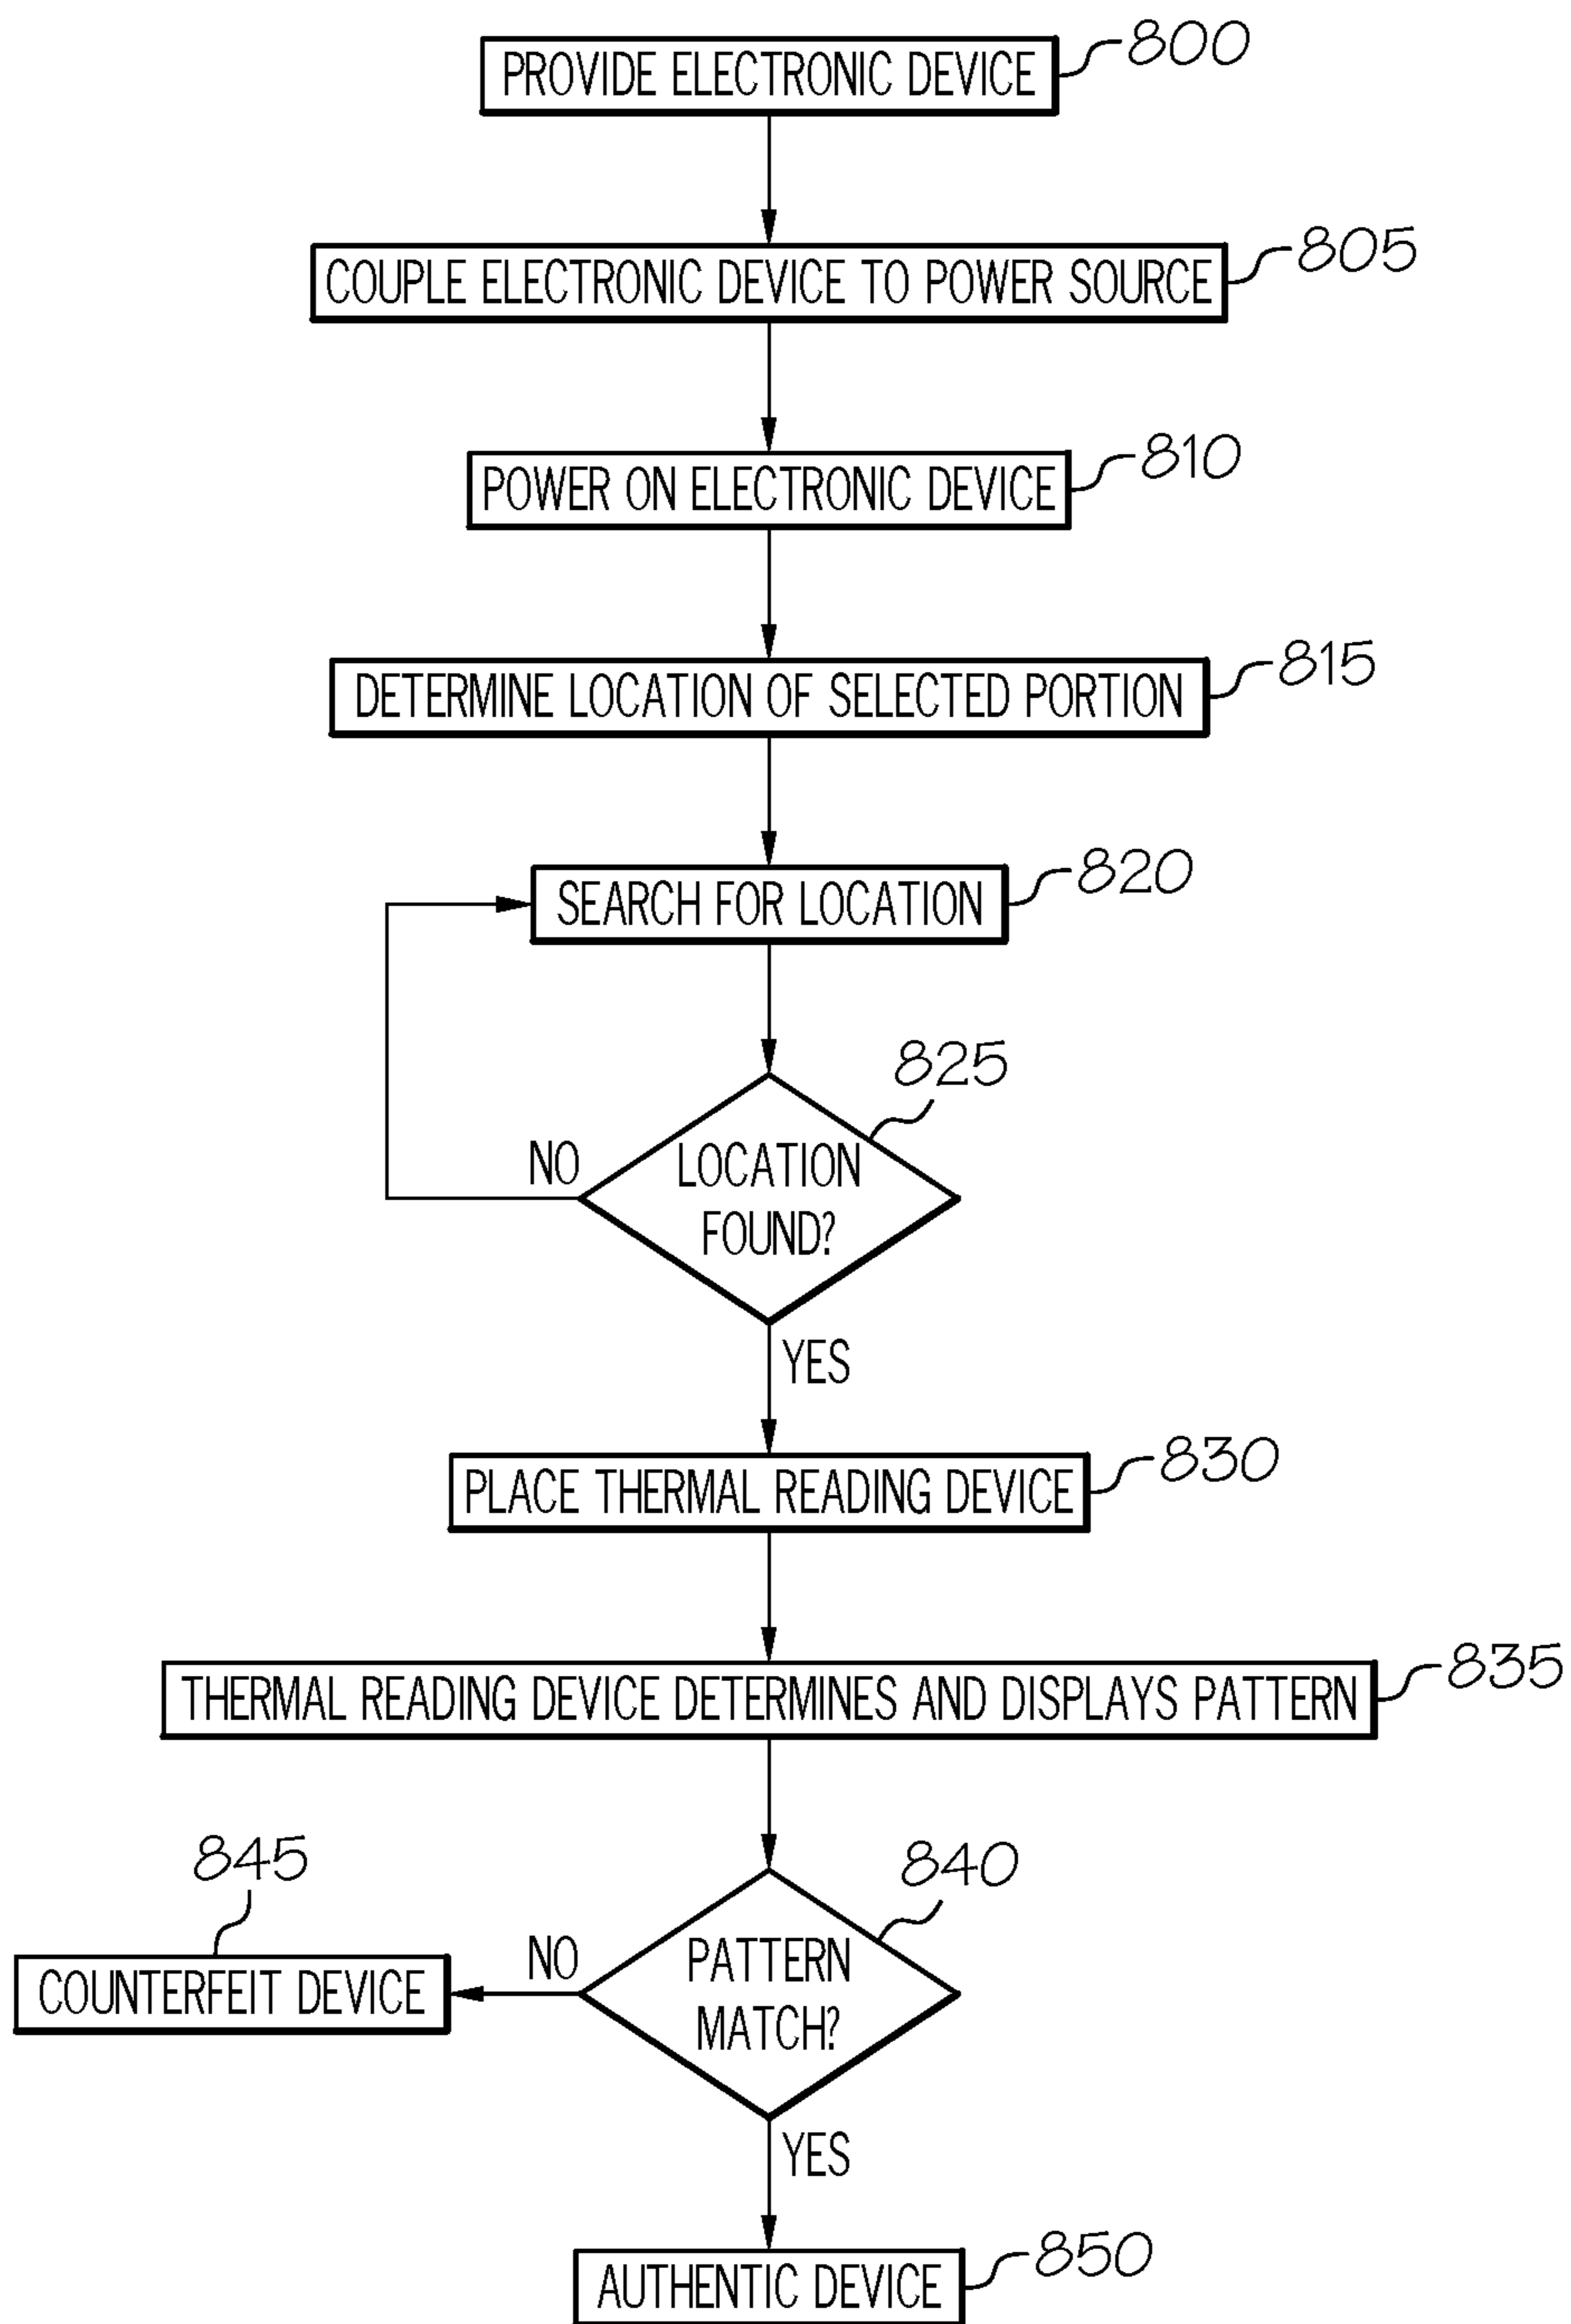 PROVIDE ELECTRONIC DEVICE
800
COUPLE ELECTRONIC DEVICE TO POWER SOURCE
805
POWER ON ELECTRONIC DEVICE
810
DETERMINE LOCATION OF SELECTED PORTION
815
SEARCH FOR LOCATION
820
825
NO
LOCATION
FOUND?
YES
PLACE THERMAL READING DEVICE
830
THERMAL READING DEVICE DETERMINES AND DISPLAYS PATTERN
835
845
840
COUNTERFEIT DEVICE
NO
PATTERN
MATCH?
YES
AUTHENTIC DEVICE
850